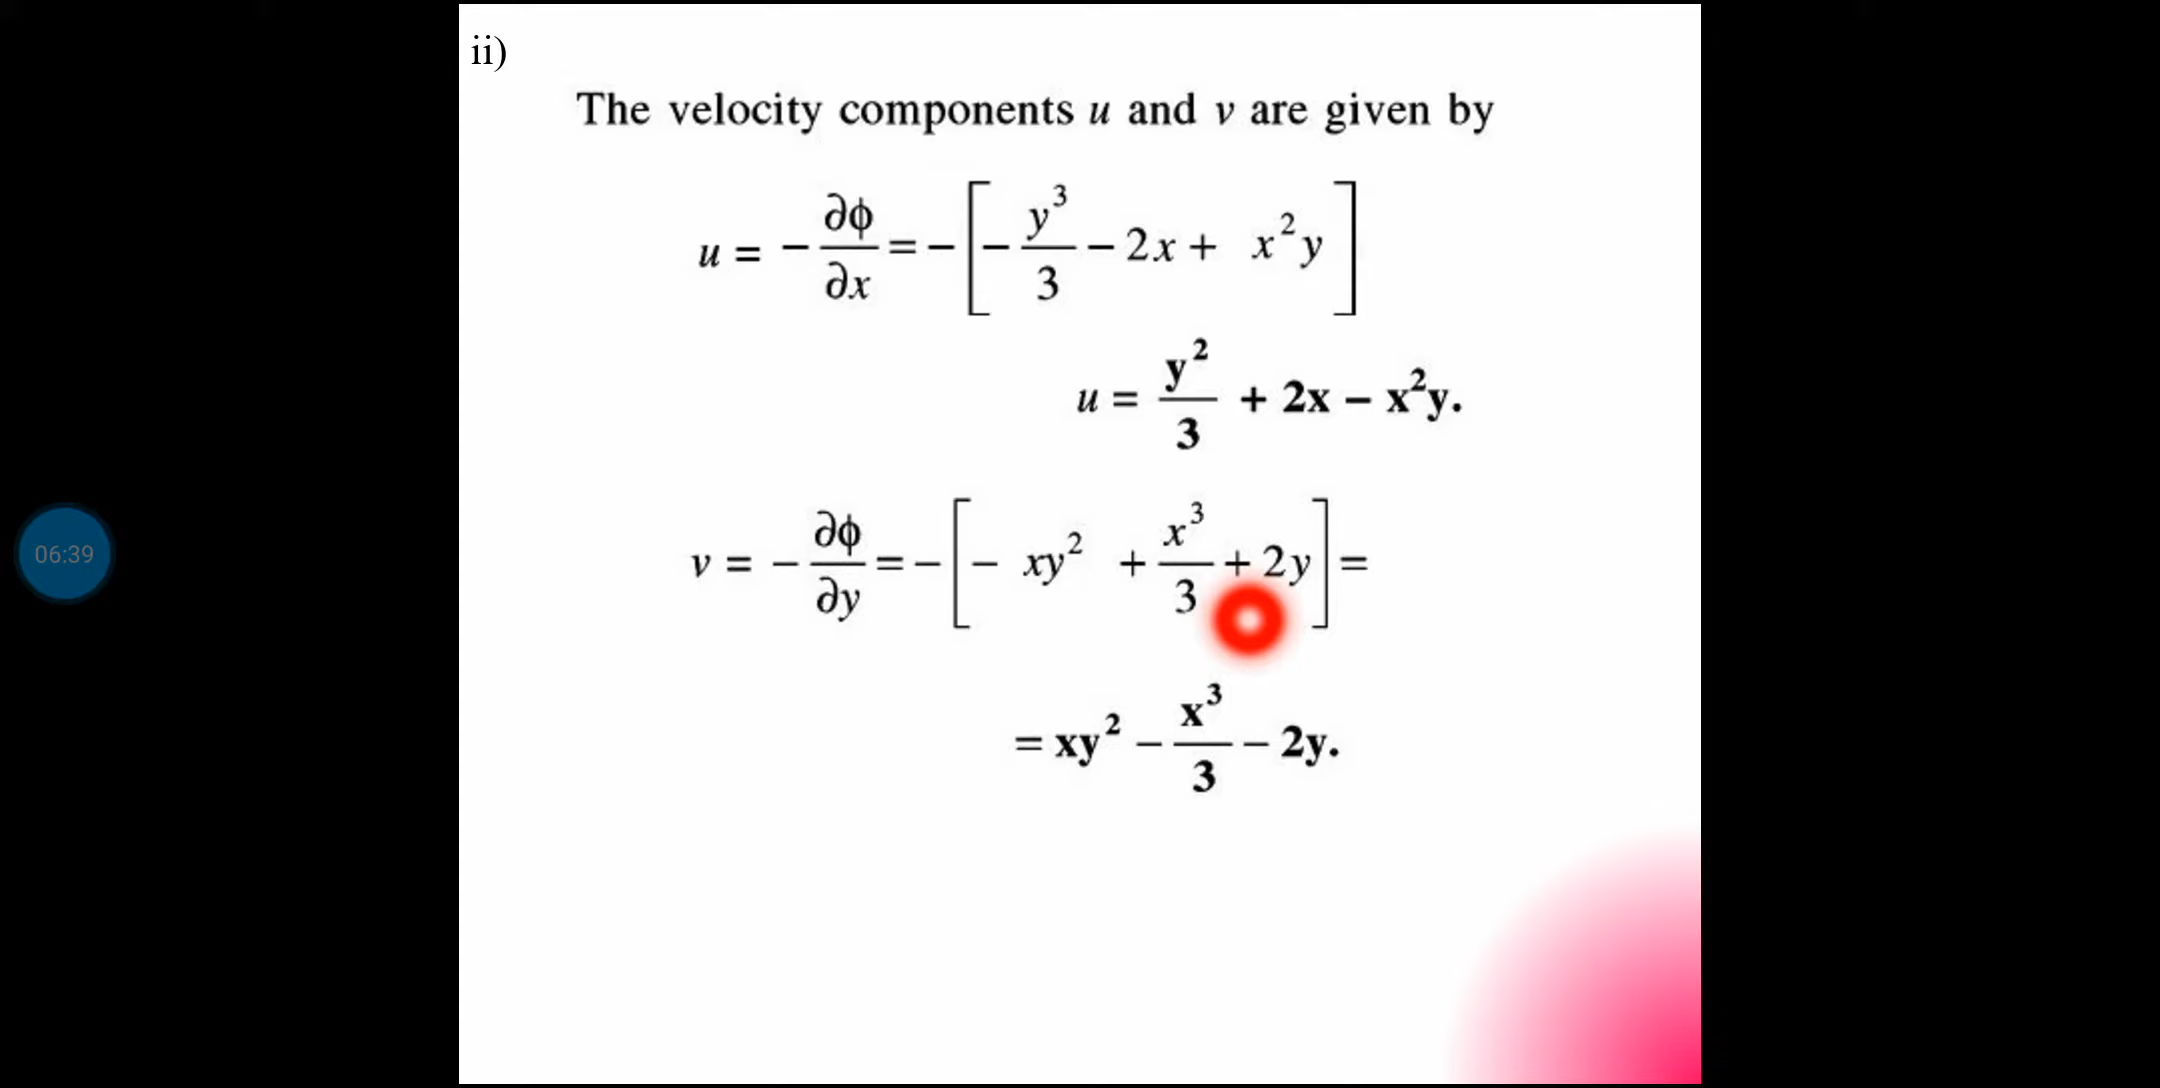 ii)
The velocity components u and v are given by
u = − ∂ϕ/∂x = − [ − y³/3 − 2x + x²y ]
u = y²/3 + 2x − x²y.
06:39
v = − ∂ϕ/∂y = − [ − xy² + x³/3 + 2y ] =
= xy² − x³/3 − 2y.